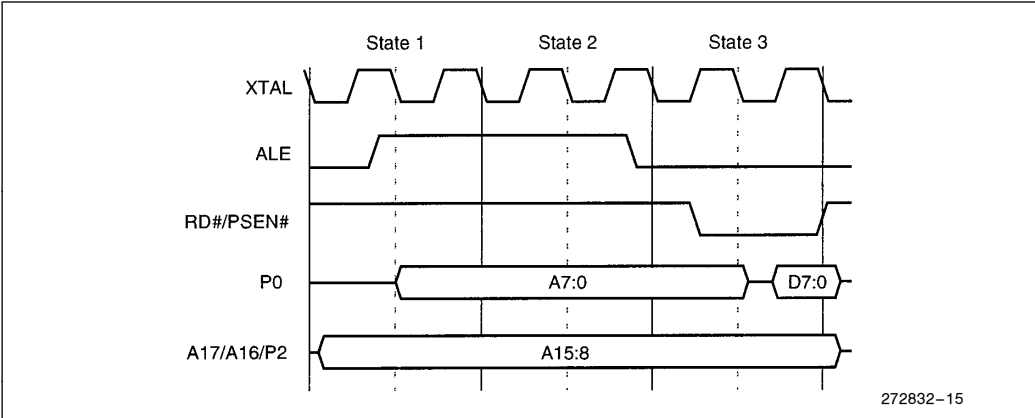 State 1 State 2 State 3
XTAL
ALE
RD#/PSEN#
P0 A7:0 D7:0
A17/A16/P2 A15:8
272832–15